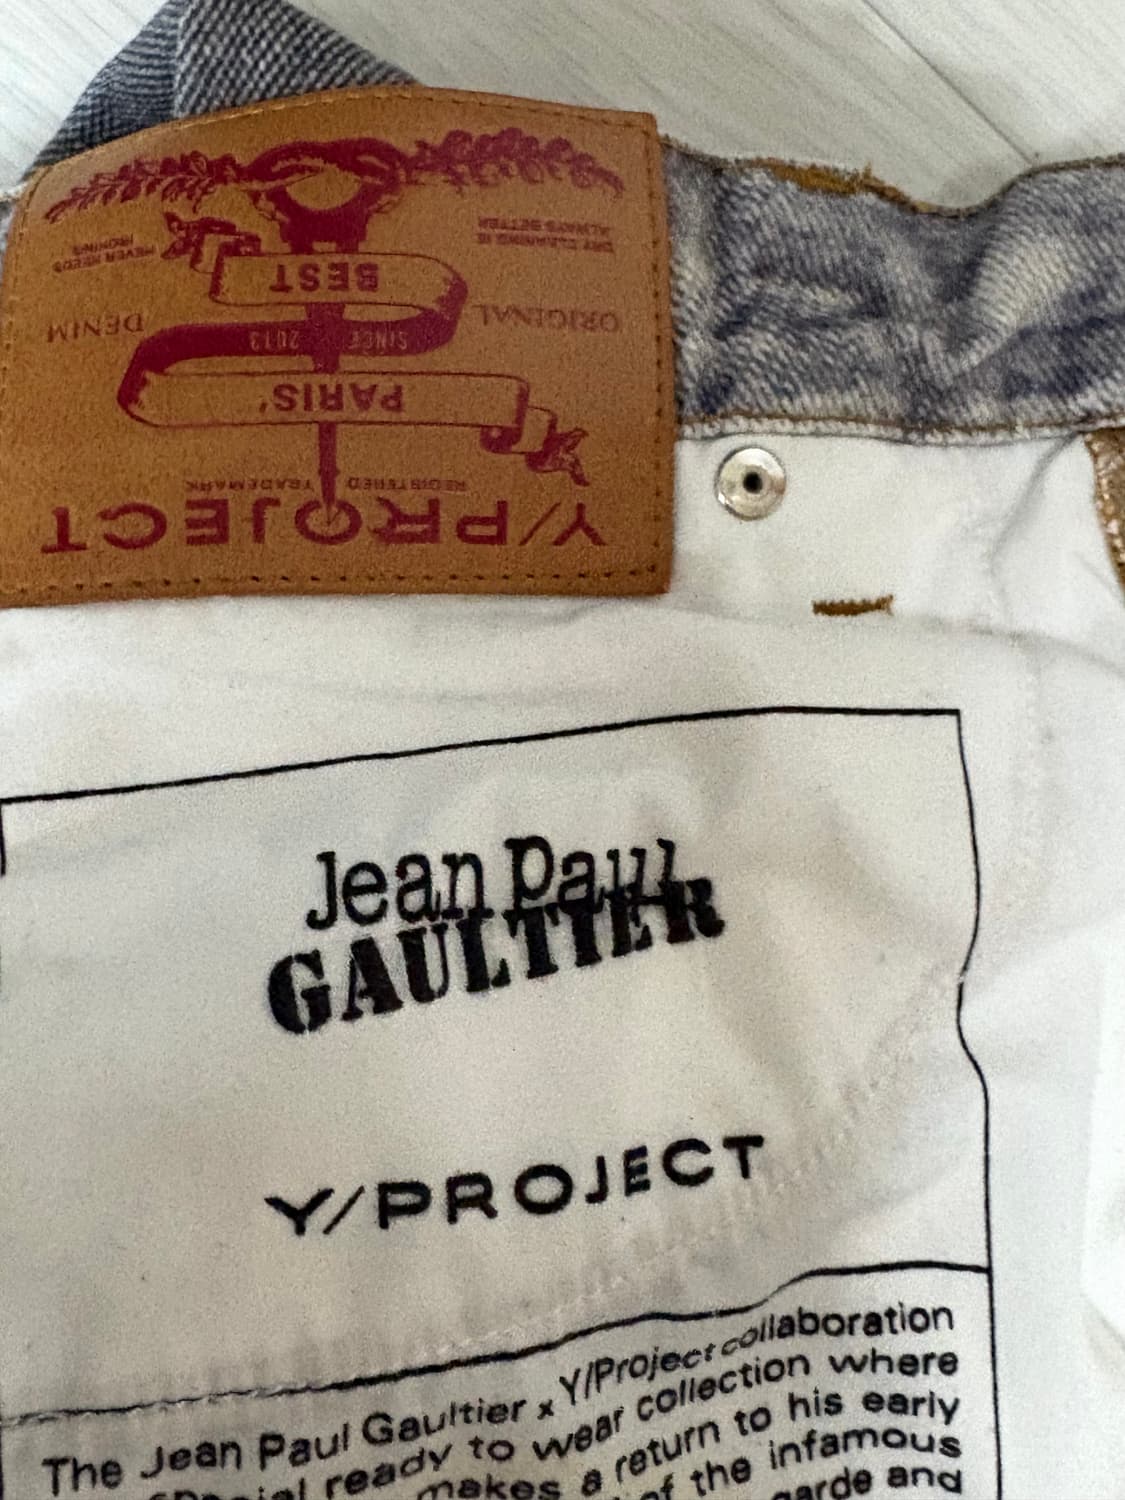 Y/PROJECT
REGISTERED TRADEMARK
PARIS'
SINCE 2013
ORIGINAL DENIM
BEST
DRY CLEANING IS
ALWAYS BETTER
NEVER NEEDS
IRONING
Jean Paul
GAULTIER
Y/PROJECT
The Jean Paul Gaultier x Y/Project collaboration
special ready to wear collection where
makes a return to his early
of the infamous
garde and